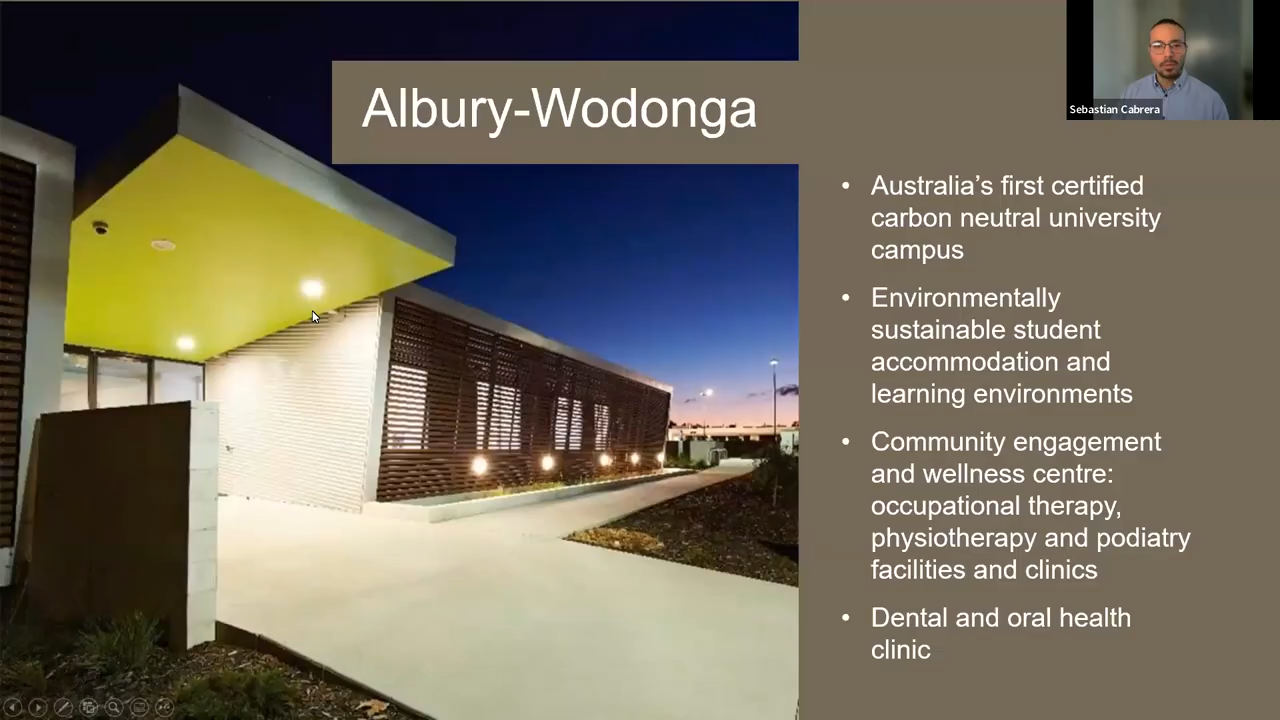 Albury-Wodonga
Sebastian Cabrera
• Australia’s first certified
carbon neutral university
campus
• Environmentally
sustainable student
accommodation and
learning environments
• Community engagement
and wellness centre:
occupational therapy,
physiotherapy and podiatry
facilities and clinics
• Dental and oral health
clinic